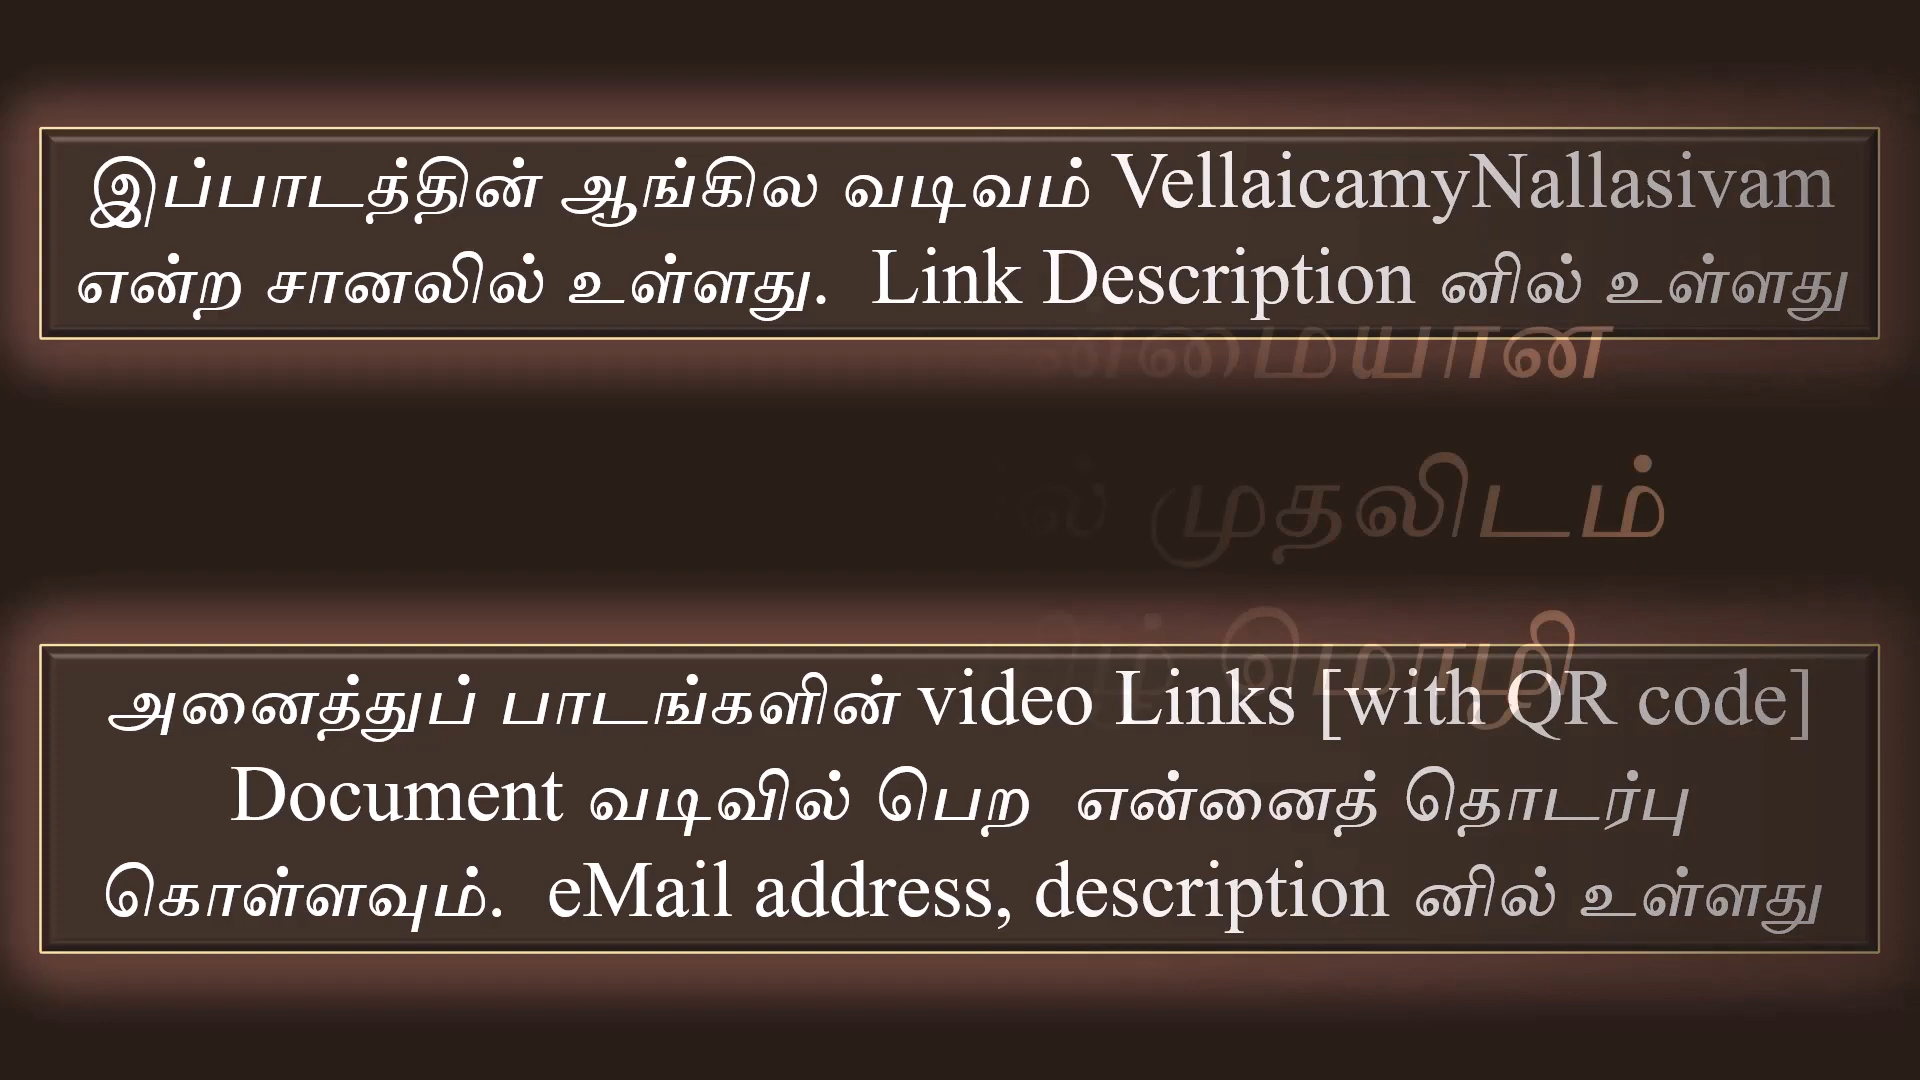 இப்பாடத்தின் ஆங்கில வடிவம் VellaicamyNallasivam
என்ற சானலில் உள்ளது. Link Description னில் உள்ளது
முதலிடம்
அனைத்துப் பாடங்களின் video Links [with QR code]
Document வடிவில் பெற என்னைத் தொடர்பு
கொள்ளவும். eMail address, description னில் உள்ளது